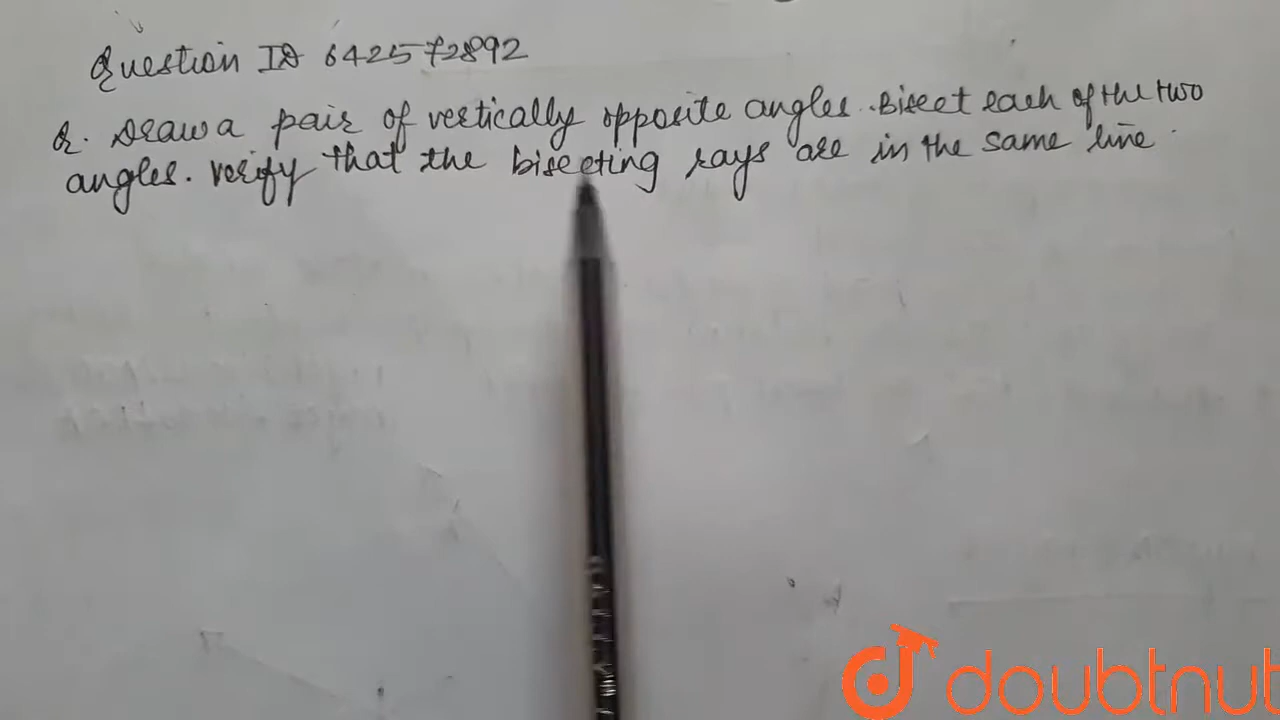 Question ID 642572892
Q. Draw a pair of vertically opposite angles. Bisect each of the two
angles. verify that the bisecting rays are in the same line.
doubtnut